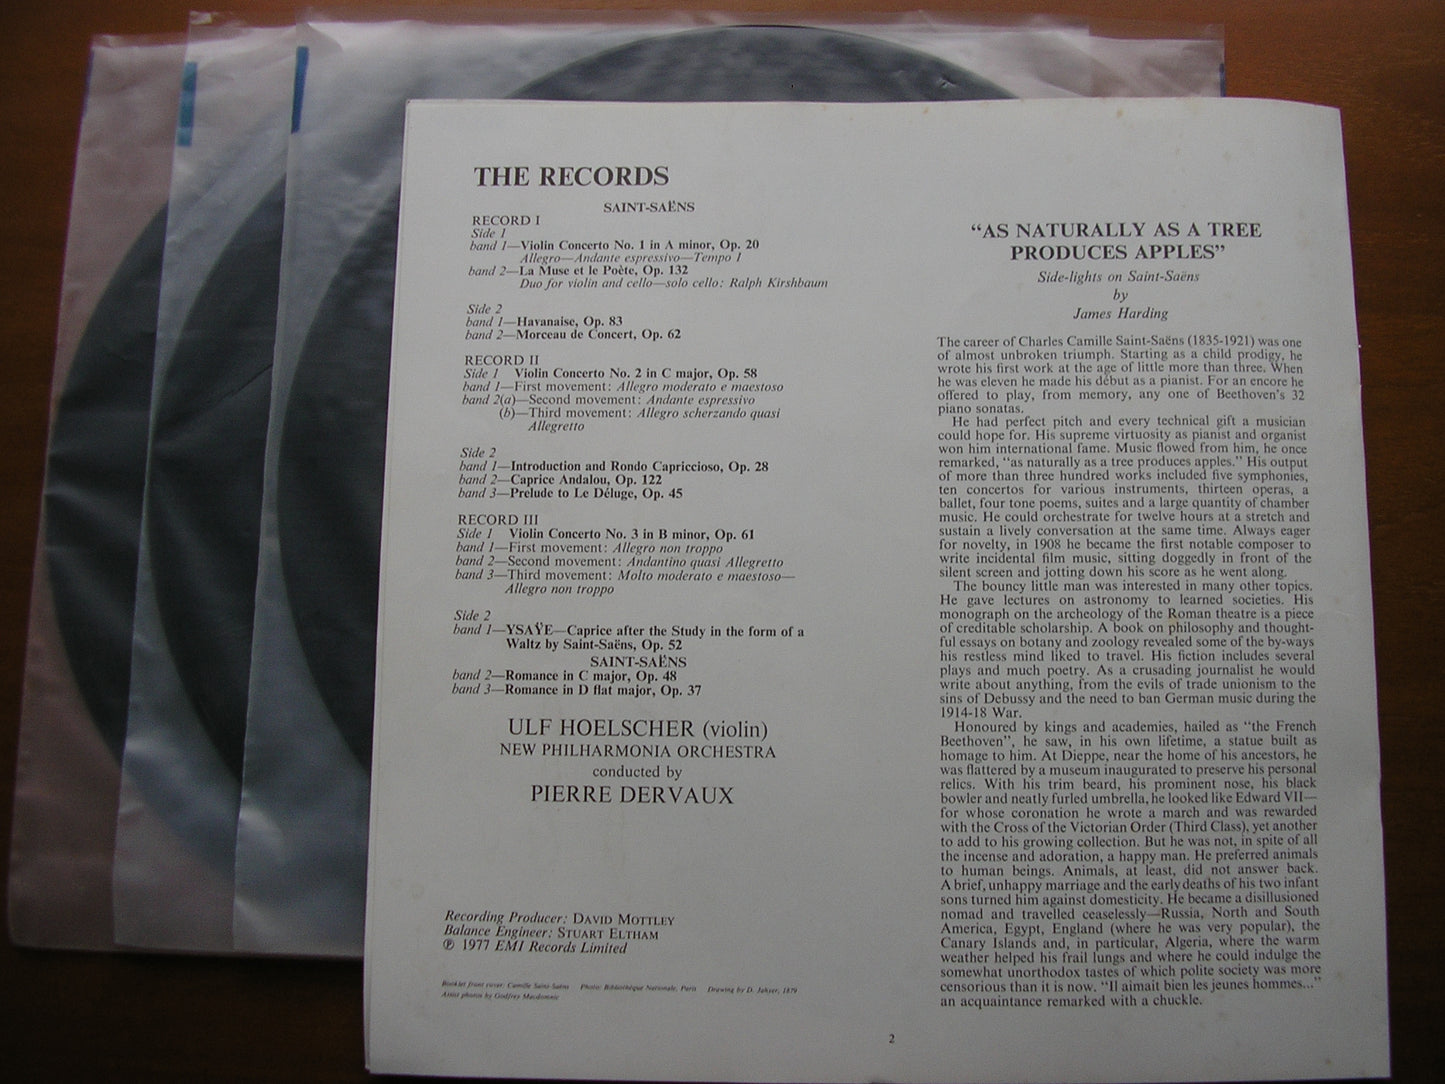 THE RECORDS
SAINT-SAËNS
RECORD I
Side 1
band 1—Violin Concerto No. 1 in A minor, Op. 20
Allegro—Andante espressivo—Tempo I
band 2—La Muse et le Poète, Op. 132
Duo for violin and cello—solo cello: Ralph Kirshbaum
Side 2
band 1—Havanaise, Op. 83
band 2—Morceau de Concert, Op. 62
RECORD II
Side 1 Violin Concerto No. 2 in C major, Op. 58
band 1—First movement: Allegro moderato e maestoso
band 2(a)—Second movement: Andante espressivo
(b)—Third movement: Allegro scherzando quasi
Allegretto
Side 2
band 1—Introduction and Rondo Capriccioso, Op. 28
band 2—Caprice Andalou, Op. 122
band 3—Prelude to Le Déluge, Op. 45
RECORD III
Side 1 Violin Concerto No. 3 in B minor, Op. 61
band 1—First movement: Allegro non troppo
band 2—Second movement: Andantino quasi Allegretto
band 3—Third movement: Molto moderato e maestoso—
Allegro non troppo
Side 2
band 1—YSAŸE—Caprice after the Study in the form of a
Waltz by Saint-Saëns, Op. 52
SAINT-SAËNS
band 2—Romance in C major, Op. 48
band 3—Romance in D flat major, Op. 37
ULF HOELSCHER (violin)
NEW PHILHARMONIA ORCHESTRA
conducted by
PIERRE DERVAUX
Recording Producer: DAVID MOTTLEY
Balance Engineer: STUART ELTHAM
℗ 1977 EMI Records Limited
Booklet front cover: Camille Saint-Saëns Photo: Bibliothèque Nationale, Paris Drawing by D. 1879
Artist photos by Godfrey Macdomnic
"AS NATURALLY AS A TREE
PRODUCES APPLES"
Side-lights on Saint-Saëns
by
James Harding
The career of Charles Camille Saint-Saëns (1835-1921) was one
of almost unbroken triumph. Starting as a child prodigy, he
wrote his first work at the age of little more than three. When
he was eleven he made his début as a pianist. For an encore he
offered to play, from memory, any one of Beethoven's 32
piano sonatas.
He had perfect pitch and every technical gift a musician
could hope for. His supreme virtuosity as pianist and organist
won him international fame. Music flowed from him, he once
remarked, "as naturally as a tree produces apples." His output
of more than three hundred works included five symphonies,
ten concertos for various instruments, thirteen operas, a
ballet, four tone poems, suites and a large quantity of chamber
music. He could orchestrate for twelve hours at a stretch and
sustain a lively conversation at the same time. Always eager
for novelty, in 1908 he became the first notable composer to
write incidental film music, sitting doggedly in front of the
silent screen and jotting down his score as he went along.
The bouncy little man was interested in many other topics.
He gave lectures on astronomy to learned societies. His
monograph on the archeology of the Roman theatre is a piece
of creditable scholarship. A book on philosophy and thought-
ful essays on botany and zoology revealed some of the by-ways
his restless mind liked to travel. His fiction includes several
plays and much poetry. As a crusading journalist he would
write about anything, from the evils of trade unionism to the
sins of Debussy and the need to ban German music during the
1914-18 War.
Honoured by kings and academies, hailed as "the French
Beethoven", he saw, in his own lifetime, a statue built as
homage to him. At Dieppe, near the home of his ancestors, he
was flattered by a museum inaugurated to preserve his personal
relics. With his trim beard, his prominent nose, his black
bowler and neatly furled umbrella, he looked like Edward VII—
for whose coronation he wrote a march and was rewarded
with the Cross of the Victorian Order (Third Class), yet another
to add to his growing collection. But he was not, in spite of all
the incense and adoration, a happy man. He preferred animals
to human beings. Animals, at least, did not answer back.
A brief, unhappy marriage and the early deaths of his two infant
sons turned him against domesticity. He became a disillusioned
nomad and travelled ceaselessly—Russia, North and South
America, Egypt, England (where he was very popular), the
Canary Islands and, in particular, Algeria, where the warm
weather helped his frail lungs and where he could indulge the
somewhat unorthodox tastes of which polite society was more
censorious than it is now. "Il aimait bien les jeunes hommes..."
an acquaintance remarked with a chuckle.
2